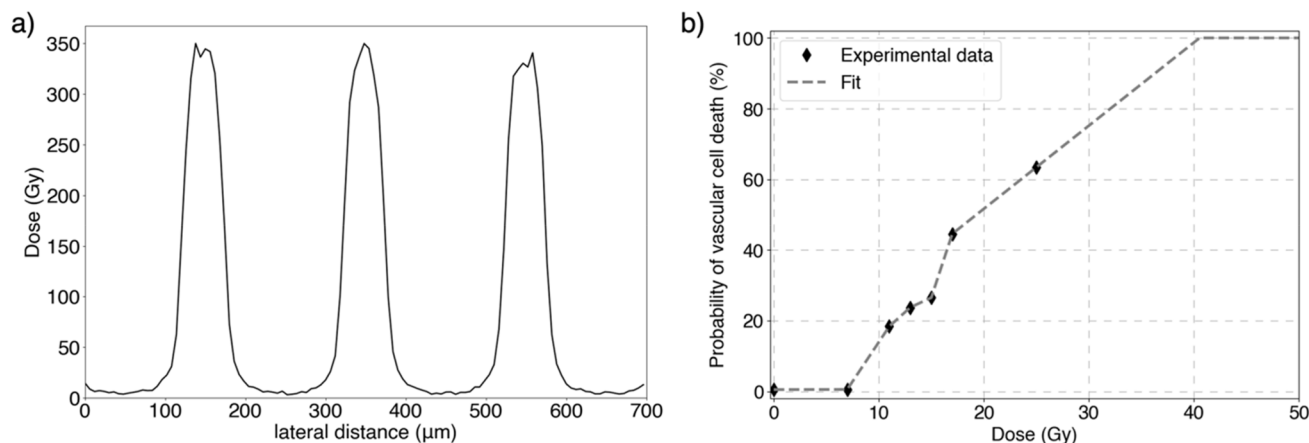 a)
350
300
250
200
150
100
50
0
Dose (Gy)
0 100 200 300 400 500 600 700
lateral distance (μm)
b)
100
80
60
40
20
0
Probability of vascular cell death (%)
Experimental data
Fit
0 10 20 30 40 50
Dose (Gy)